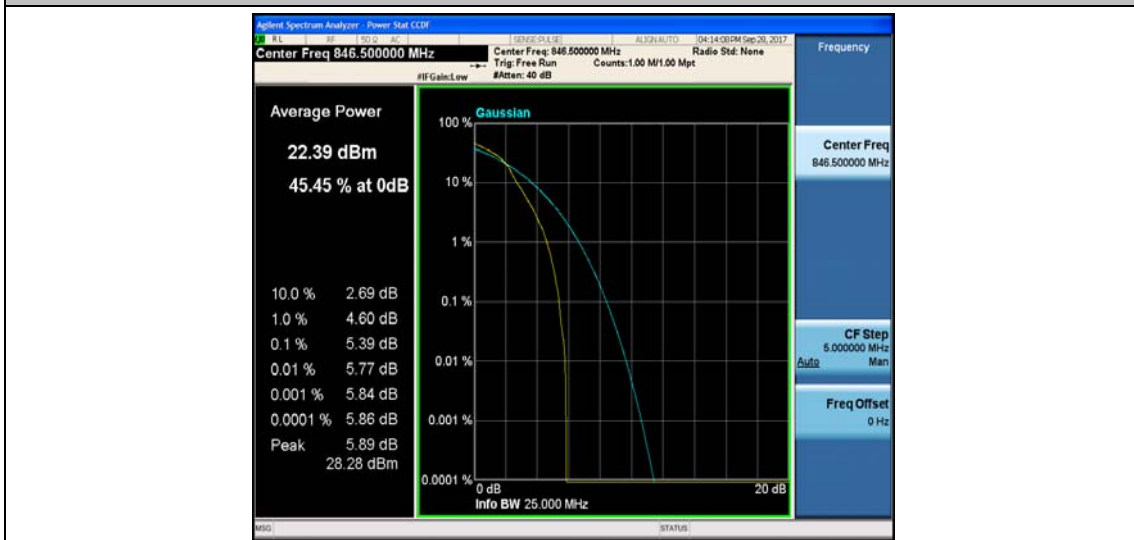 Agilent Spectrum Analyzer - Power Stat CCDF
RL RF 50 Ω AC SENSE:PULSE ALIGN AUTO 04:14:08 PM Sep 20, 2017
Center Freq 846.500000 MHz
Center Freq: 846.500000 MHz Radio Std: None
Trig: Free Run Counts:1.00 M/1.00 Mpt
#IFGain:Low #Atten: 40 dB
Frequency
Average Power
22.39 dBm
45.45 % at 0dB
10.0 % 2.69 dB
1.0 % 4.60 dB
0.1 % 5.39 dB
0.01 % 5.77 dB
0.001 % 5.84 dB
0.0001 % 5.86 dB
Peak 5.89 dB
28.28 dBm
Gaussian
100 %
10 %
1 %
0.1 %
0.01 %
0.001 %
0.0001 %
0 dB 20 dB
Info BW 25.000 MHz
Center Freq
846.500000 MHz
CF Step
5.000000 MHz
Auto Man
Freq Offset
0 Hz
MSG STATUS